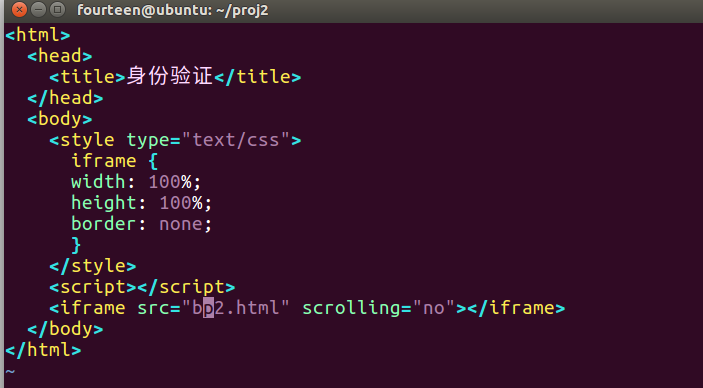 fourteen@ubuntu: ~/proj2
<html>
  <head>
    <title>身份验证</title>
  </head>
  <body>
    <style type="text/css">
      iframe {
      width: 100%;
      height: 100%;
      border: none;
      }
    </style>
    <script></script>
    <iframe src="bp2.html" scrolling="no"></iframe>
  </body>
</html>
~